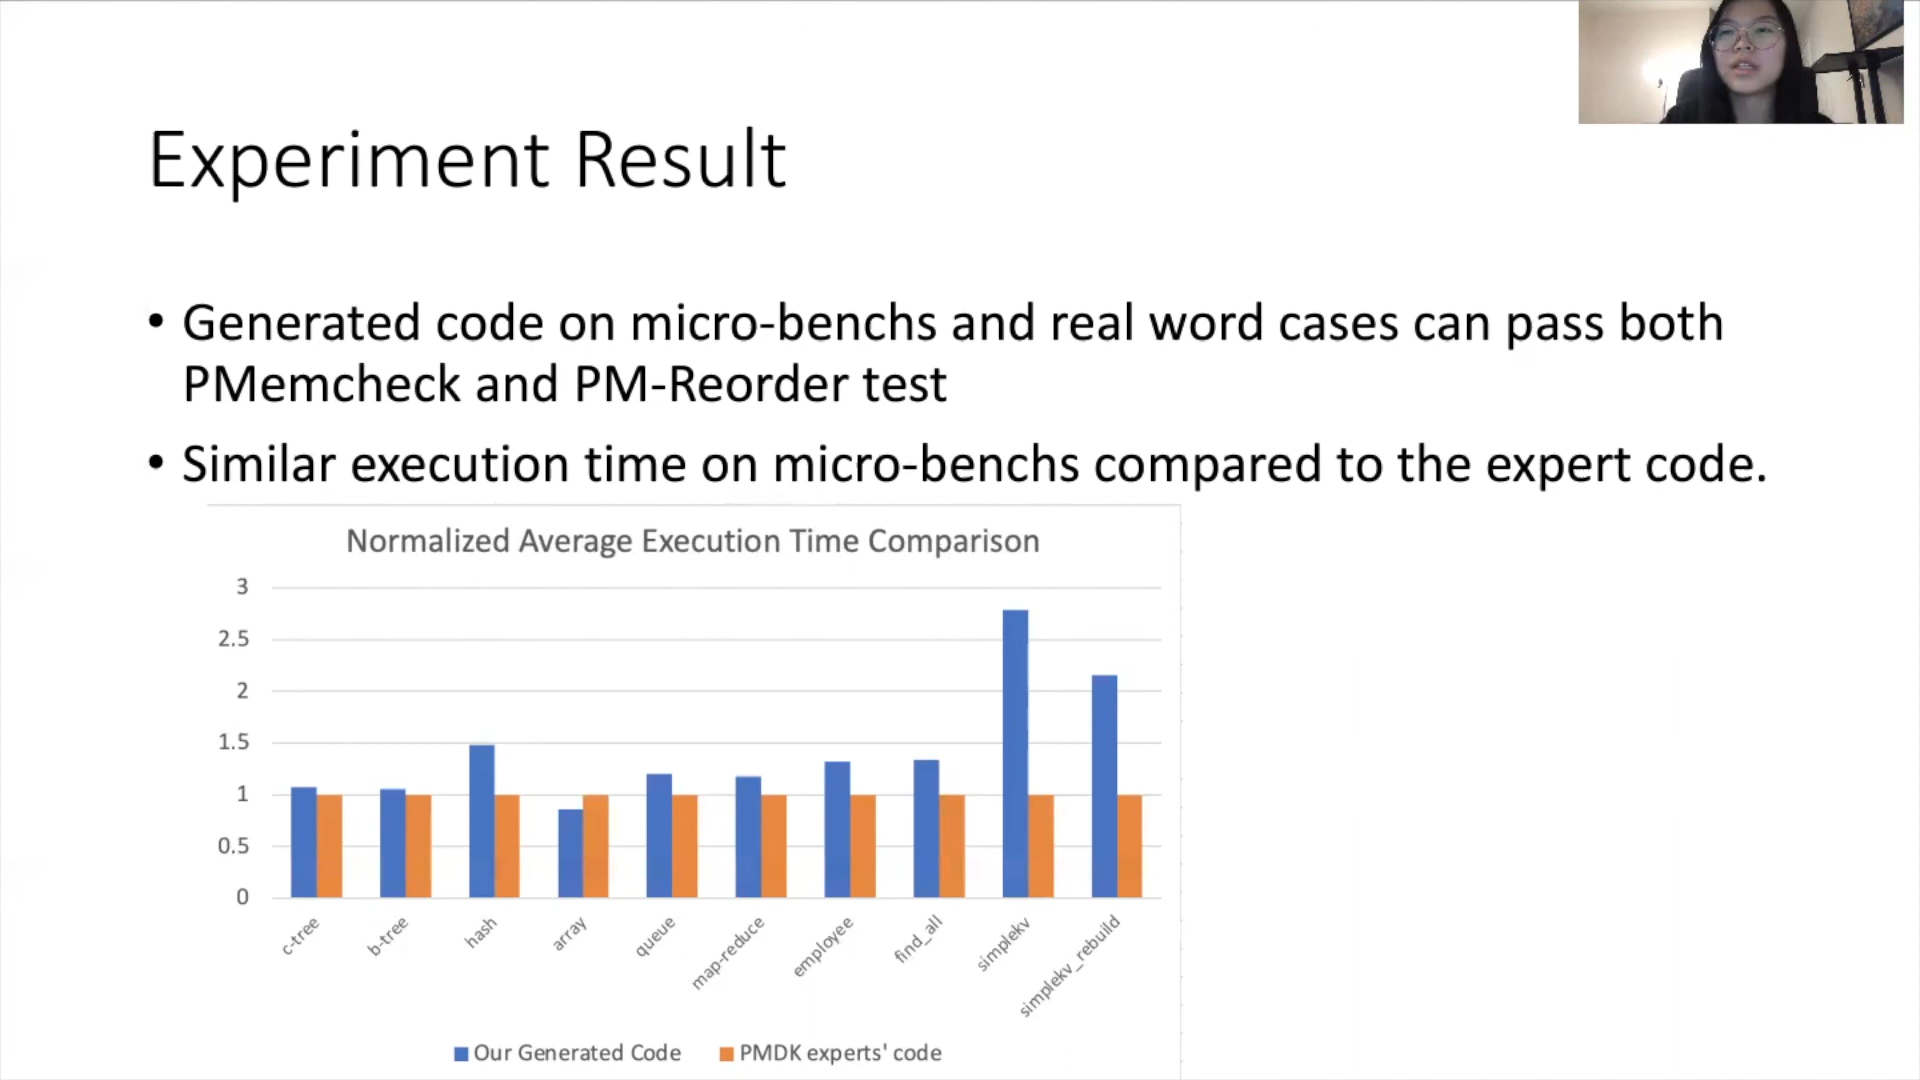 Experiment Result
• Generated code on micro-benchs and real word cases can pass both
PMemcheck and PM-Reorder test
• Similar execution time on micro-benchs compared to the expert code.
Normalized Average Execution Time Comparison
3
2.5
2
1.5
1
0.5
0
c-tree
b-tree
hash
array
queue
map-reduce
employee
find_all
simplekv
simplekv_rebuild
Our Generated Code
PMDK experts' code